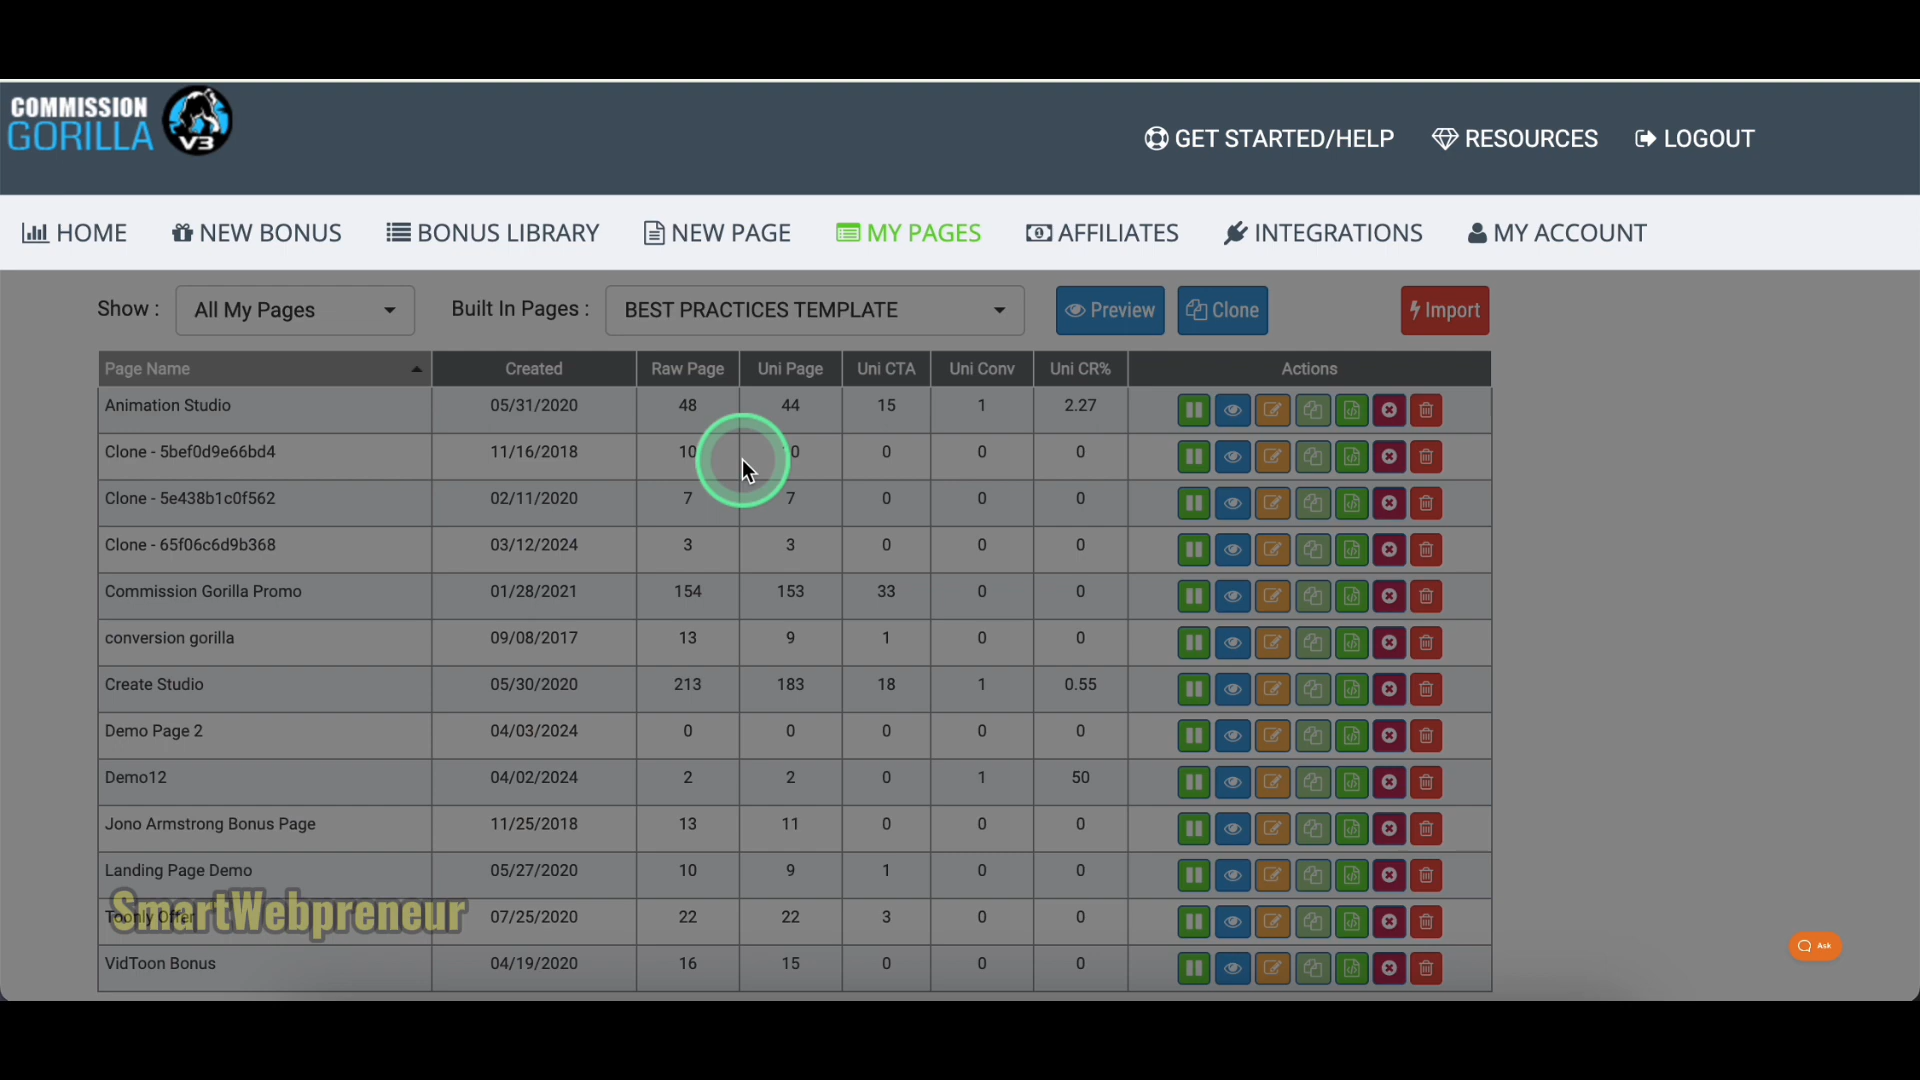 COMMISSION
GORILLA
V3
GET STARTED/HELP RESOURCES LOGOUT
HOME NEW BONUS BONUS LIBRARY NEW PAGE MY PAGES AFFILIATES INTEGRATIONS MY ACCOUNT
Show : All My Pages Built In Pages : BEST PRACTICES TEMPLATE Preview Clone Import
Page Name Created Raw Page Uni Page Uni CTA Uni Conv Uni CR% Actions
Animation Studio 05/31/2020 48 44 15 1 2.27
Clone - 5bef0d9e66bd4 11/16/2018 10 0 0 0 0
Clone - 5e438b1c0f562 02/11/2020 7 7 0 0 0
Clone - 65f06c6d9b368 03/12/2024 3 3 0 0 0
Commission Gorilla Promo 01/28/2021 154 153 33 0 0
conversion gorilla 09/08/2017 13 9 1 0 0
Create Studio 05/30/2020 213 183 18 1 0.55
Demo Page 2 04/03/2024 0 0 0 0 0
Demo12 04/02/2024 2 2 0 1 50
Jono Armstrong Bonus Page 11/25/2018 13 11 0 0 0
Landing Page Demo 05/27/2020 10 9 1 0 0
Toonly Offer 07/25/2020 22 22 3 0 0
SmartWebpreneur
VidToon Bonus 04/19/2020 16 15 0 0 0
Ask